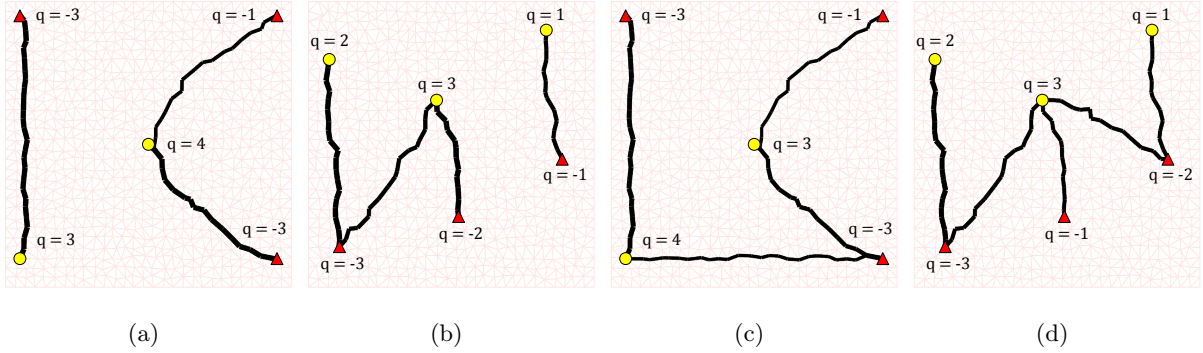 q = -3
q = -1
q = 4
q = 3
q = -3
q = 1
q = 2
q = 3
q = -1
q = -2
q = -3
q = -3
q = -1
q = 3
q = 4
q = -3
q = 1
q = 2
q = 3
q = -2
q = -1
q = -3
(a)
(b)
(c)
(d)